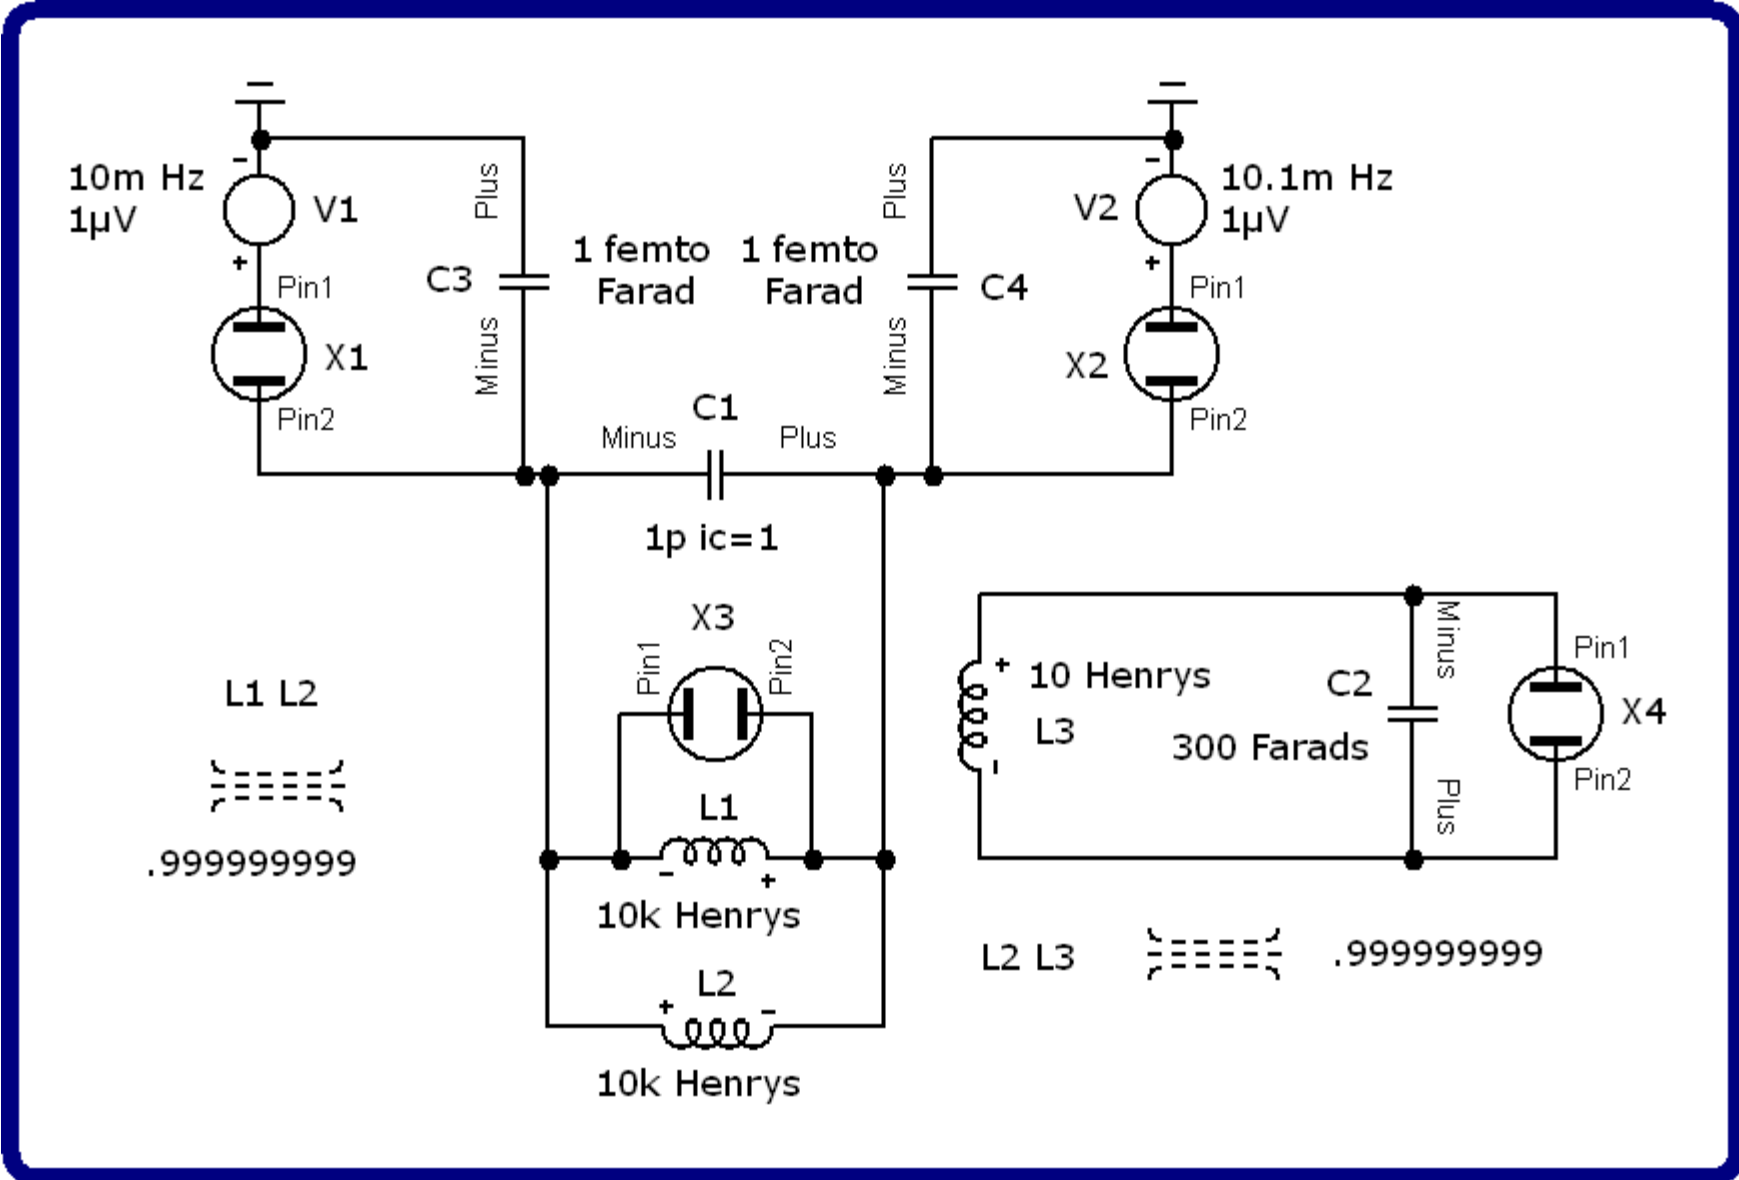 10m Hz
1µV
V1
-
+
Pin1
X1
Pin2
Plus
C3
Minus
1 femto
Farad
1 femto
Farad
Plus
C4
Minus
10.1m Hz
1µV
V2
-
+
Pin1
X2
Pin2
C1
Minus
Plus
1p ic=1
X3
Pin1
Pin2
L1
-
+
10k Henrys
L2
+
-
10k Henrys
L1 L2
.999999999
+
10 Henrys
L3
-
C2
300 Farads
Minus
Plus
Pin1
X4
Pin2
L2 L3
.999999999